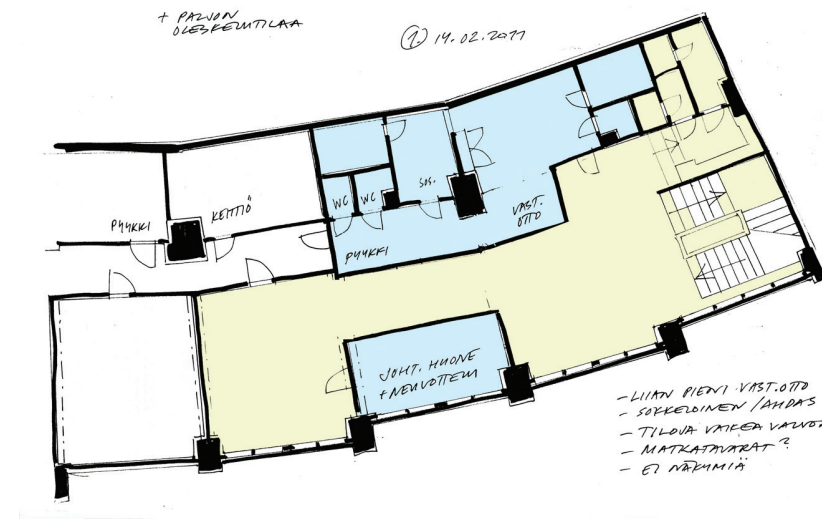 + PALJON
OLESKELUTILAA
1. 14.02.2011
PYYKKI
KEITTIÖ
WC
WC
SOS.
VAST.
OTTO
PYYKKI
JOHT. HUONE
+ NEUVOTTELU
- LIIAN PIENI VAST.OTTO
- SOKKELOINEN / AHDAS
- TILOJA VAIKEA VALVO
- MATKATAVARAT ?
- EI NÄKYMIÄ